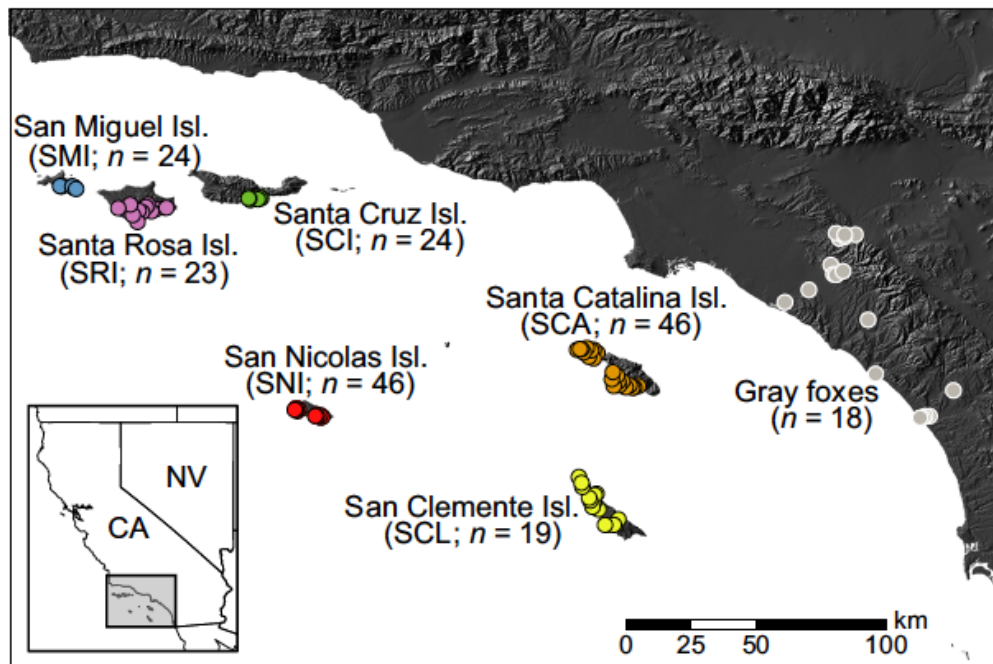 San Miguel Isl.
(SMI; n = 24)
Santa Cruz Isl.
(SCI; n = 24)
Santa Rosa Isl.
(SRI; n = 23)
Santa Catalina Isl.
(SCA; n = 46)
San Nicolas Isl.
(SNI; n = 46)
Gray foxes
(n = 18)
San Clemente Isl.
(SCL; n = 19)
NV
CA
km
0 25 50 100